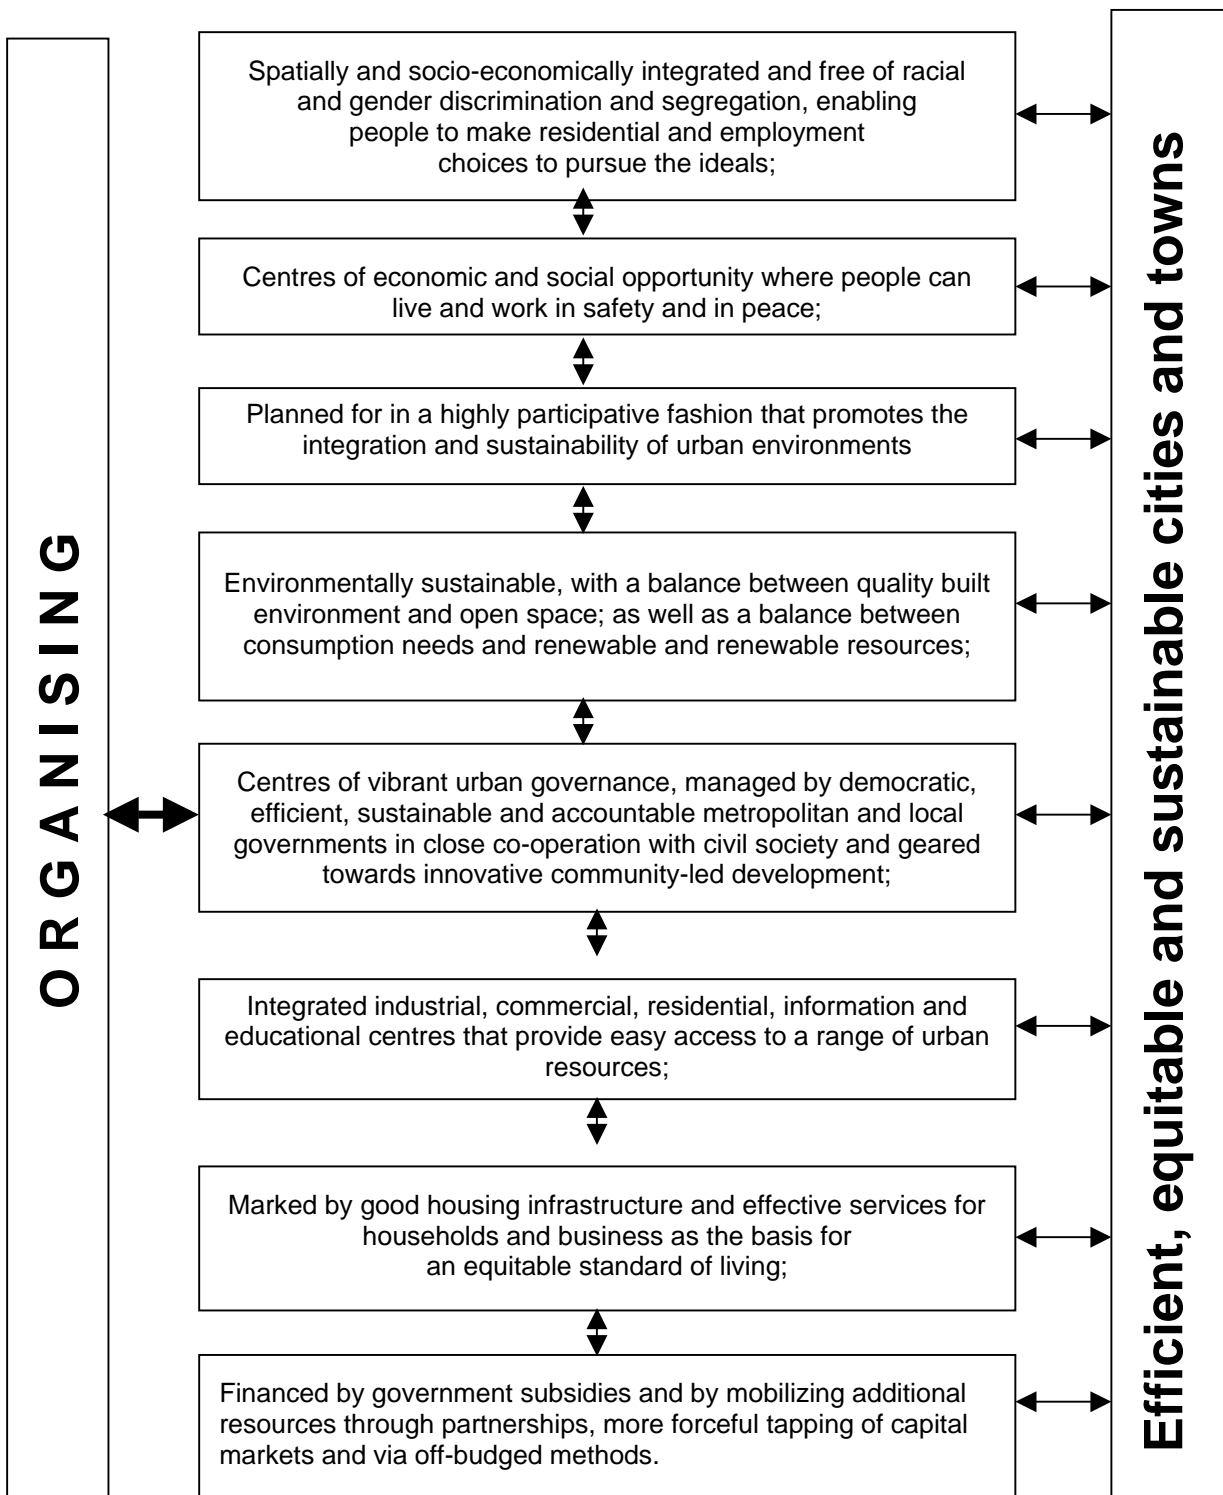 Spatially and socio-economically integrated and free of racial
and gender discrimination and segregation, enabling
people to make residential and employment
choices to pursue the ideals;
Centres of economic and social opportunity where people can
live and work in safety and in peace;
Planned for in a highly participative fashion that promotes the
integration and sustainability of urban environments
Environmentally sustainable, with a balance between quality built
environment and open space; as well as a balance between
consumption needs and renewable and renewable resources;
ORGANISING
Centres of vibrant urban governance, managed by democratic,
efficient, sustainable and accountable metropolitan and local
governments in close co-operation with civil society and geared
towards innovative community-led development;
Integrated industrial, commercial, residential, information and
educational centres that provide easy access to a range of urban
resources;
Marked by good housing infrastructure and effective services for
households and business as the basis for
an equitable standard of living;
Financed by government subsidies and by mobilizing additional
resources through partnerships, more forceful tapping of capital
markets and via off-budged methods.
Efficient, equitable and sustainable cities and towns